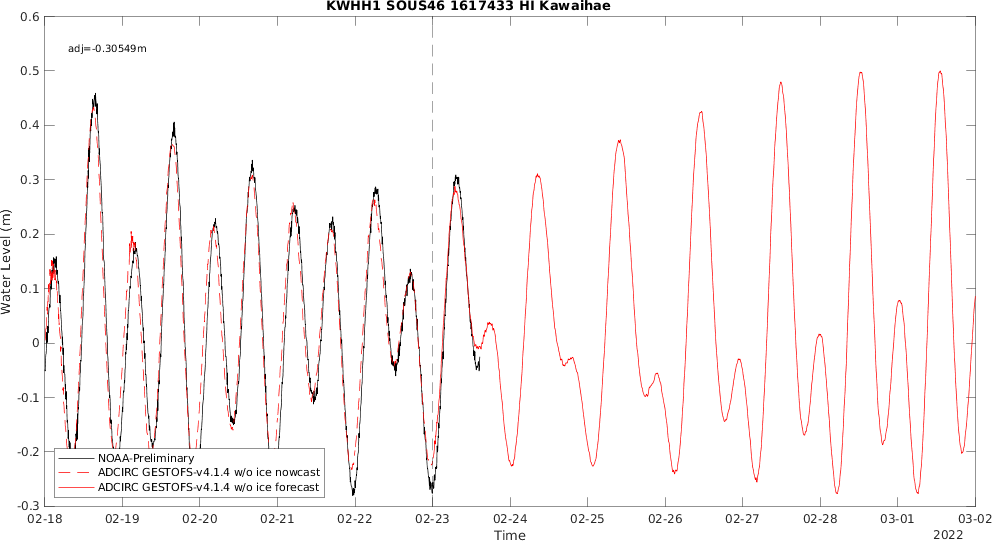 KWHH1 SOUS46 1617433 HI Kawaihae
adj=-0.30549m
Water Level (m)
0.6
0.5
0.4
0.3
0.2
0.1
0
-0.1
-0.2
-0.3
NOAA-Preliminary
ADCIRC GESTOFS-v4.1.4 w/o ice nowcast
ADCIRC GESTOFS-v4.1.4 w/o ice forecast
02-18 02-19 02-20 02-21 02-22 02-23 02-24 02-25 02-26 02-27 02-28 03-01 03-02
Time
2022